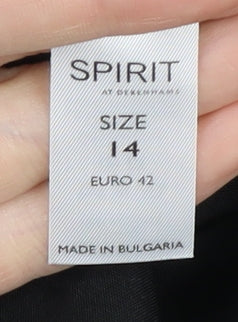 SPIRIT
AT DEBENHAMS
SIZE
14
EURO 42
MADE IN BULGARIA